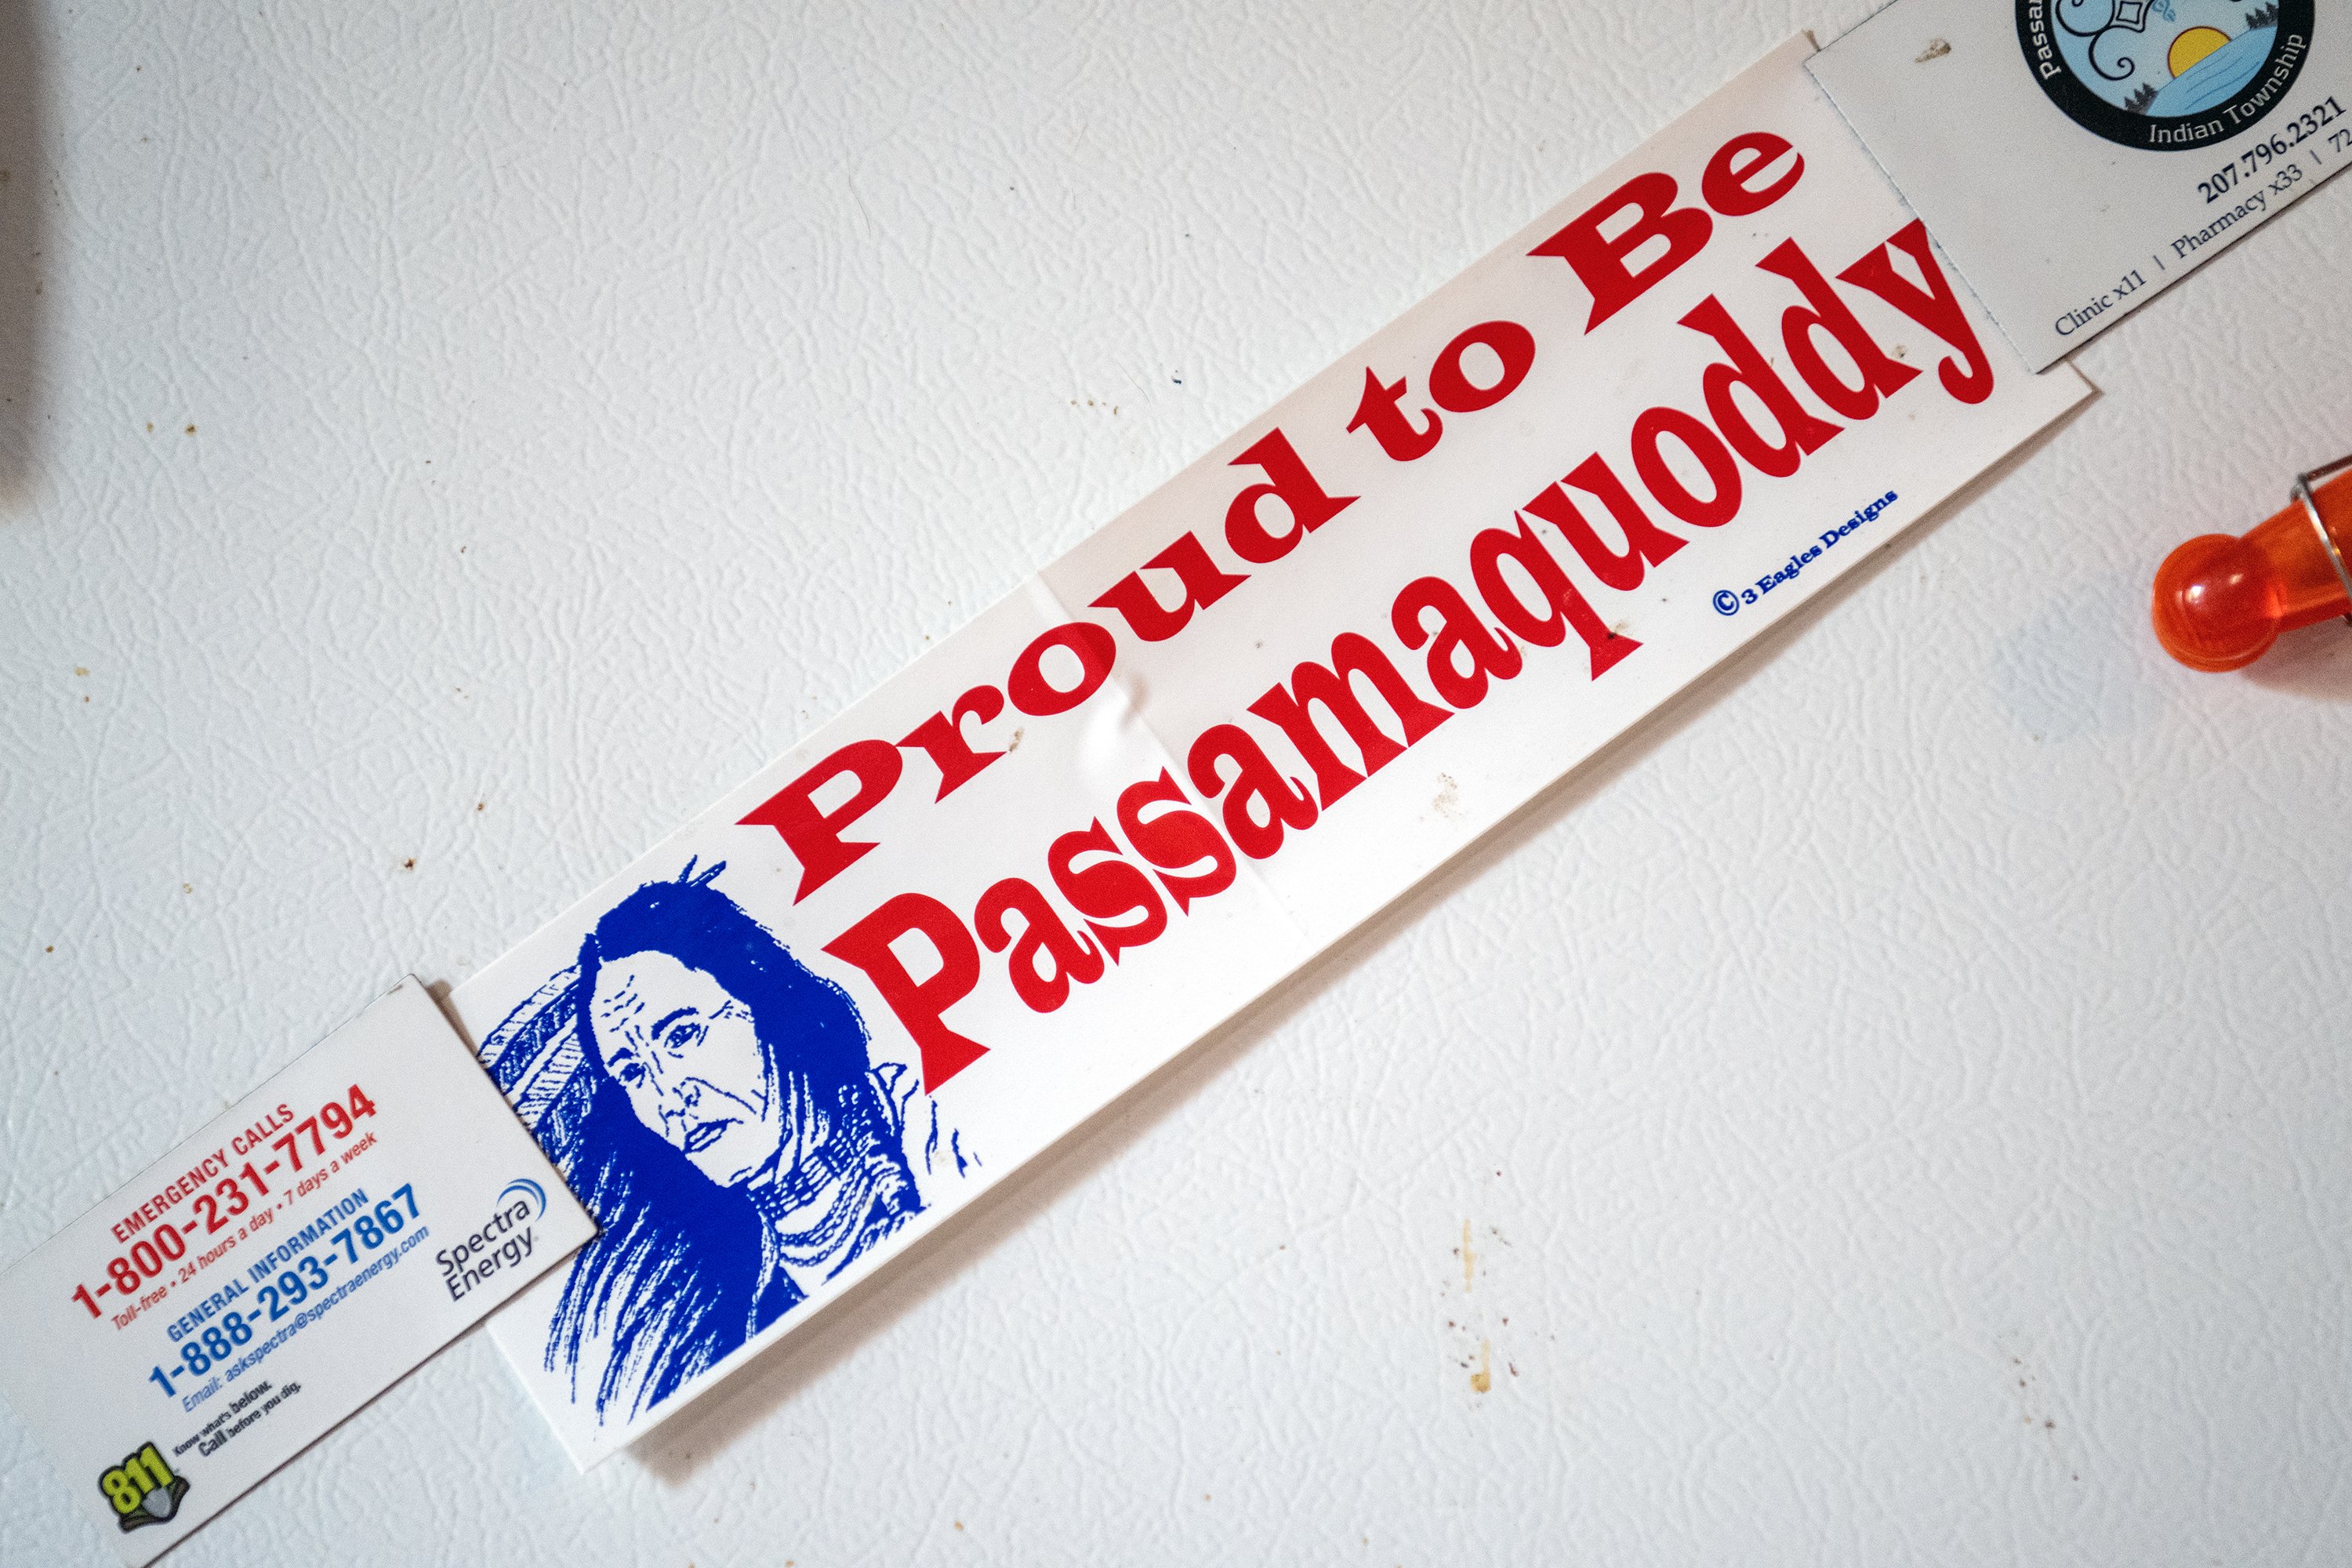 Proud to Be
Passamaquoddy
© 3 Eagles Designs
Indian Township
207.796.2321
Clinic x11 | Pharmacy x33 | 72
EMERGENCY CALLS
1-800-231-7794
Toll-free • 24 hours a day • 7 days a week
GENERAL INFORMATION
1-888-293-7867
Email: askspectra@spectraenergy.com
Spectra
Energy
811
Know what's below.
Call before you dig.